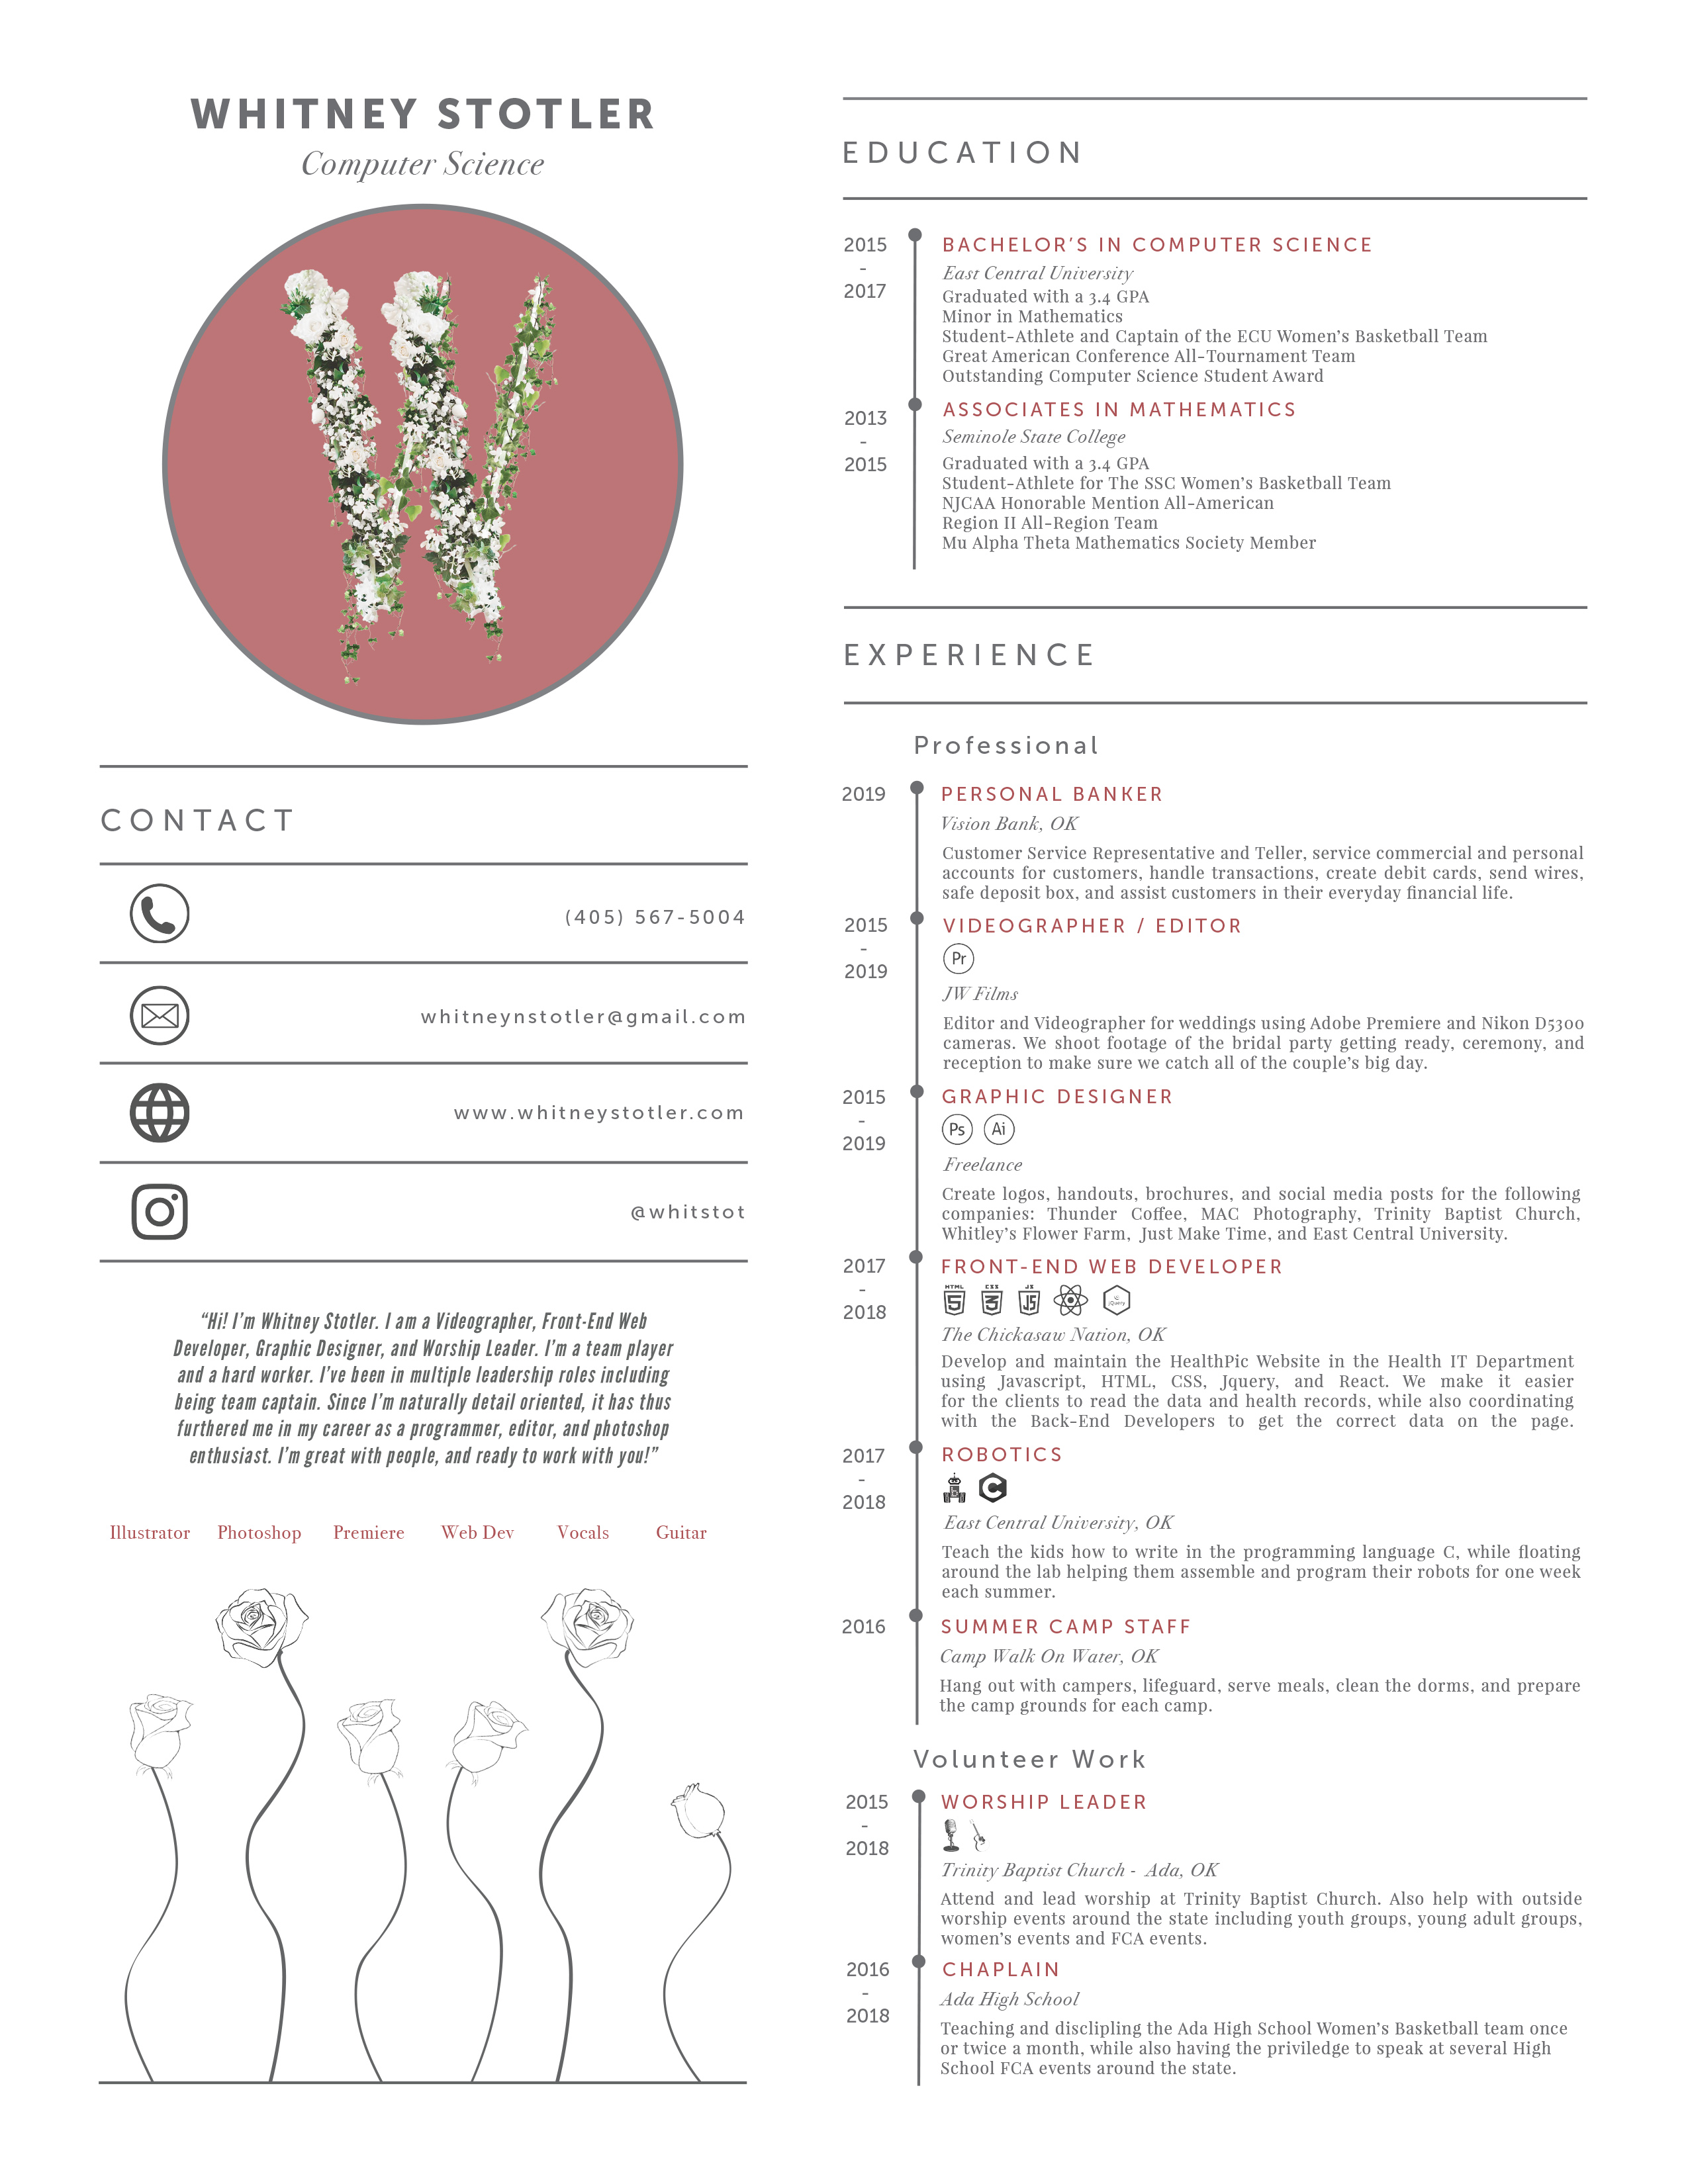 WHITNEY STOTLER
Computer Science
CONTACT
(405) 567-5004
whitneynstotler@gmail.com
www.whitneystotler.com
@whitstot
“Hi! I’m Whitney Stotler. I am a Videographer, Front-End Web
Developer, Graphic Designer, and Worship Leader. I’m a team player
and a hard worker. I’ve been in multiple leadership roles including
being team captain. Since I’m naturally detail oriented, it has thus
furthered me in my career as a programmer, editor, and photoshop
enthusiast. I’m great with people, and ready to work with you!”
Illustrator Photoshop Premiere Web Dev Vocals Guitar
EDUCATION
2015
-
2017
BACHELOR’S IN COMPUTER SCIENCE
East Central University
Graduated with a 3.4 GPA
Minor in Mathematics
Student-Athlete and Captain of the ECU Women’s Basketball Team
Great American Conference All-Tournament Team
Outstanding Computer Science Student Award
2013
-
2015
ASSOCIATES IN MATHEMATICS
Seminole State College
Graduated with a 3.4 GPA
Student-Athlete for The SSC Women’s Basketball Team
NJCAA Honorable Mention All-American
Region II All-Region Team
Mu Alpha Theta Mathematics Society Member
EXPERIENCE
Professional
2019
PERSONAL BANKER
Vision Bank, OK
Customer Service Representative and Teller, service commercial and personal
accounts for customers, handle transactions, create debit cards, send wires,
safe deposit box, and assist customers in their everyday financial life.
2015
-
2019
VIDEOGRAPHER / EDITOR
Pr
JW Films
Editor and Videographer for weddings using Adobe Premiere and Nikon D5300
cameras. We shoot footage of the bridal party getting ready, ceremony, and
reception to make sure we catch all of the couple’s big day.
2015
-
2019
GRAPHIC DESIGNER
Ps Ai
Freelance
Create logos, handouts, brochures, and social media posts for the following
companies: Thunder Coffee, MAC Photography, Trinity Baptist Church,
Whitley’s Flower Farm, Just Make Time, and East Central University.
2017
-
2018
FRONT-END WEB DEVELOPER
HTML 5 CSS 3 JS JS jQuery
The Chickasaw Nation, OK
Develop and maintain the HealthPic Website in the Health IT Department
using Javascript, HTML, CSS, Jquery, and React. We make it easier
for the clients to read the data and health records, while also coordinating
with the Back-End Developers to get the correct data on the page.
2017
-
2018
ROBOTICS
C
East Central University, OK
Teach the kids how to write in the programming language C, while floating
around the lab helping them assemble and program their robots for one week
each summer.
2016
SUMMER CAMP STAFF
Camp Walk On Water, OK
Hang out with campers, lifeguard, serve meals, clean the dorms, and prepare
the camp grounds for each camp.
Volunteer Work
2015
-
2018
WORSHIP LEADER
Trinity Baptist Church - Ada, OK
Attend and lead worship at Trinity Baptist Church. Also help with outside
worship events around the state including youth groups, young adult groups,
women’s events and FCA events.
2016
-
2018
CHAPLAIN
Ada High School
Teaching and disclipling the Ada High School Women’s Basketball team once
or twice a month, while also having the priviledge to speak at several High
School FCA events around the state.